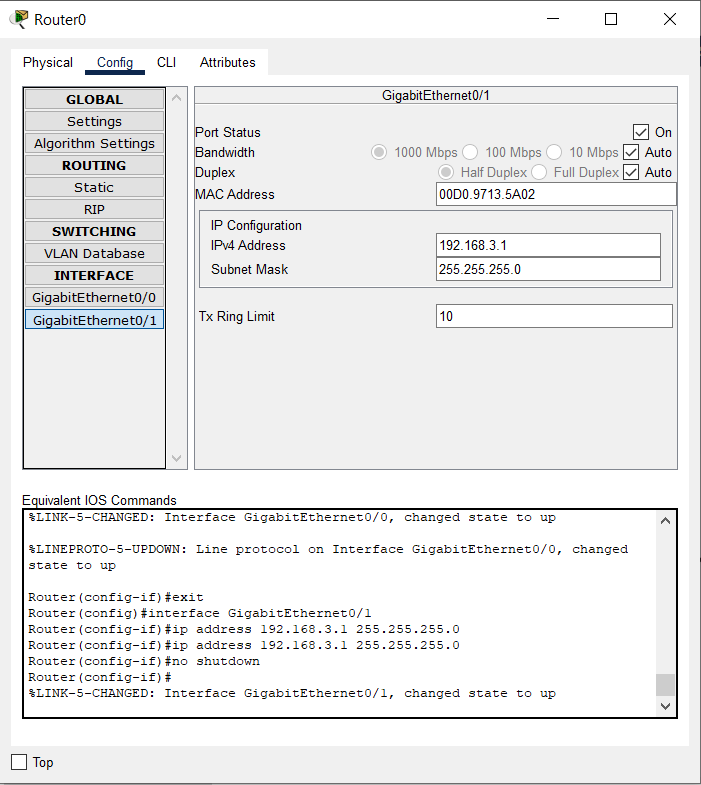 Router0
Physical Config CLI Attributes
GLOBAL
Settings
Algorithm Settings
ROUTING
Static
RIP
SWITCHING
VLAN Database
INTERFACE
GigabitEthernet0/0
GigabitEthernet0/1
GigabitEthernet0/1
Port Status On
Bandwidth 1000 Mbps 100 Mbps 10 Mbps Auto
Duplex Half Duplex Full Duplex Auto
MAC Address 00D0.9713.5A02
IP Configuration
IPv4 Address 192.168.3.1
Subnet Mask 255.255.255.0
Tx Ring Limit 10
Equivalent IOS Commands
%LINK-5-CHANGED: Interface GigabitEthernet0/0, changed state to up
%LINEPROTO-5-UPDOWN: Line protocol on Interface GigabitEthernet0/0, changed
state to up
Router(config-if)#exit
Router(config)#interface GigabitEthernet0/1
Router(config-if)#ip address 192.168.3.1 255.255.255.0
Router(config-if)#ip address 192.168.3.1 255.255.255.0
Router(config-if)#no shutdown
Router(config-if)#
%LINK-5-CHANGED: Interface GigabitEthernet0/1, changed state to up
Top